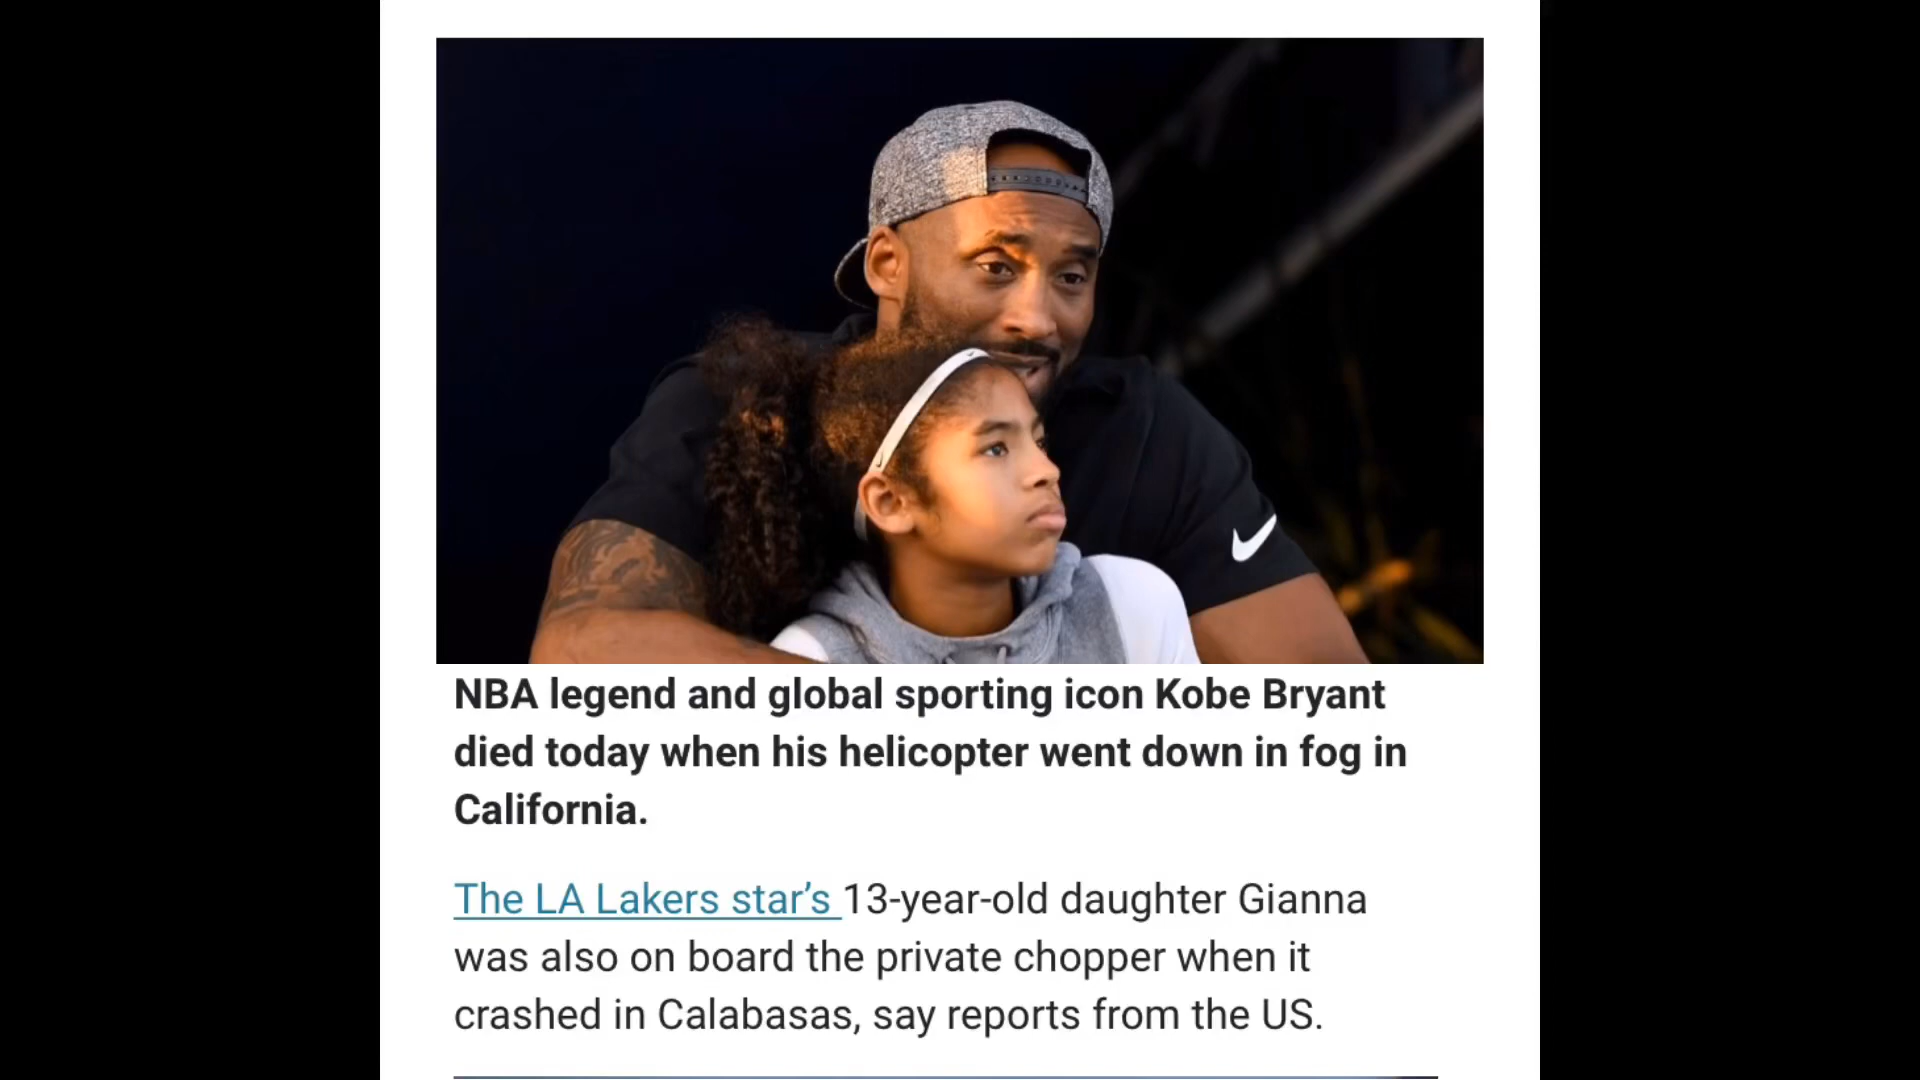 NBA legend and global sporting icon Kobe Bryant
died today when his helicopter went down in fog in
California.
The LA Lakers star’s 13-year-old daughter Gianna
was also on board the private chopper when it
crashed in Calabasas, say reports from the US.